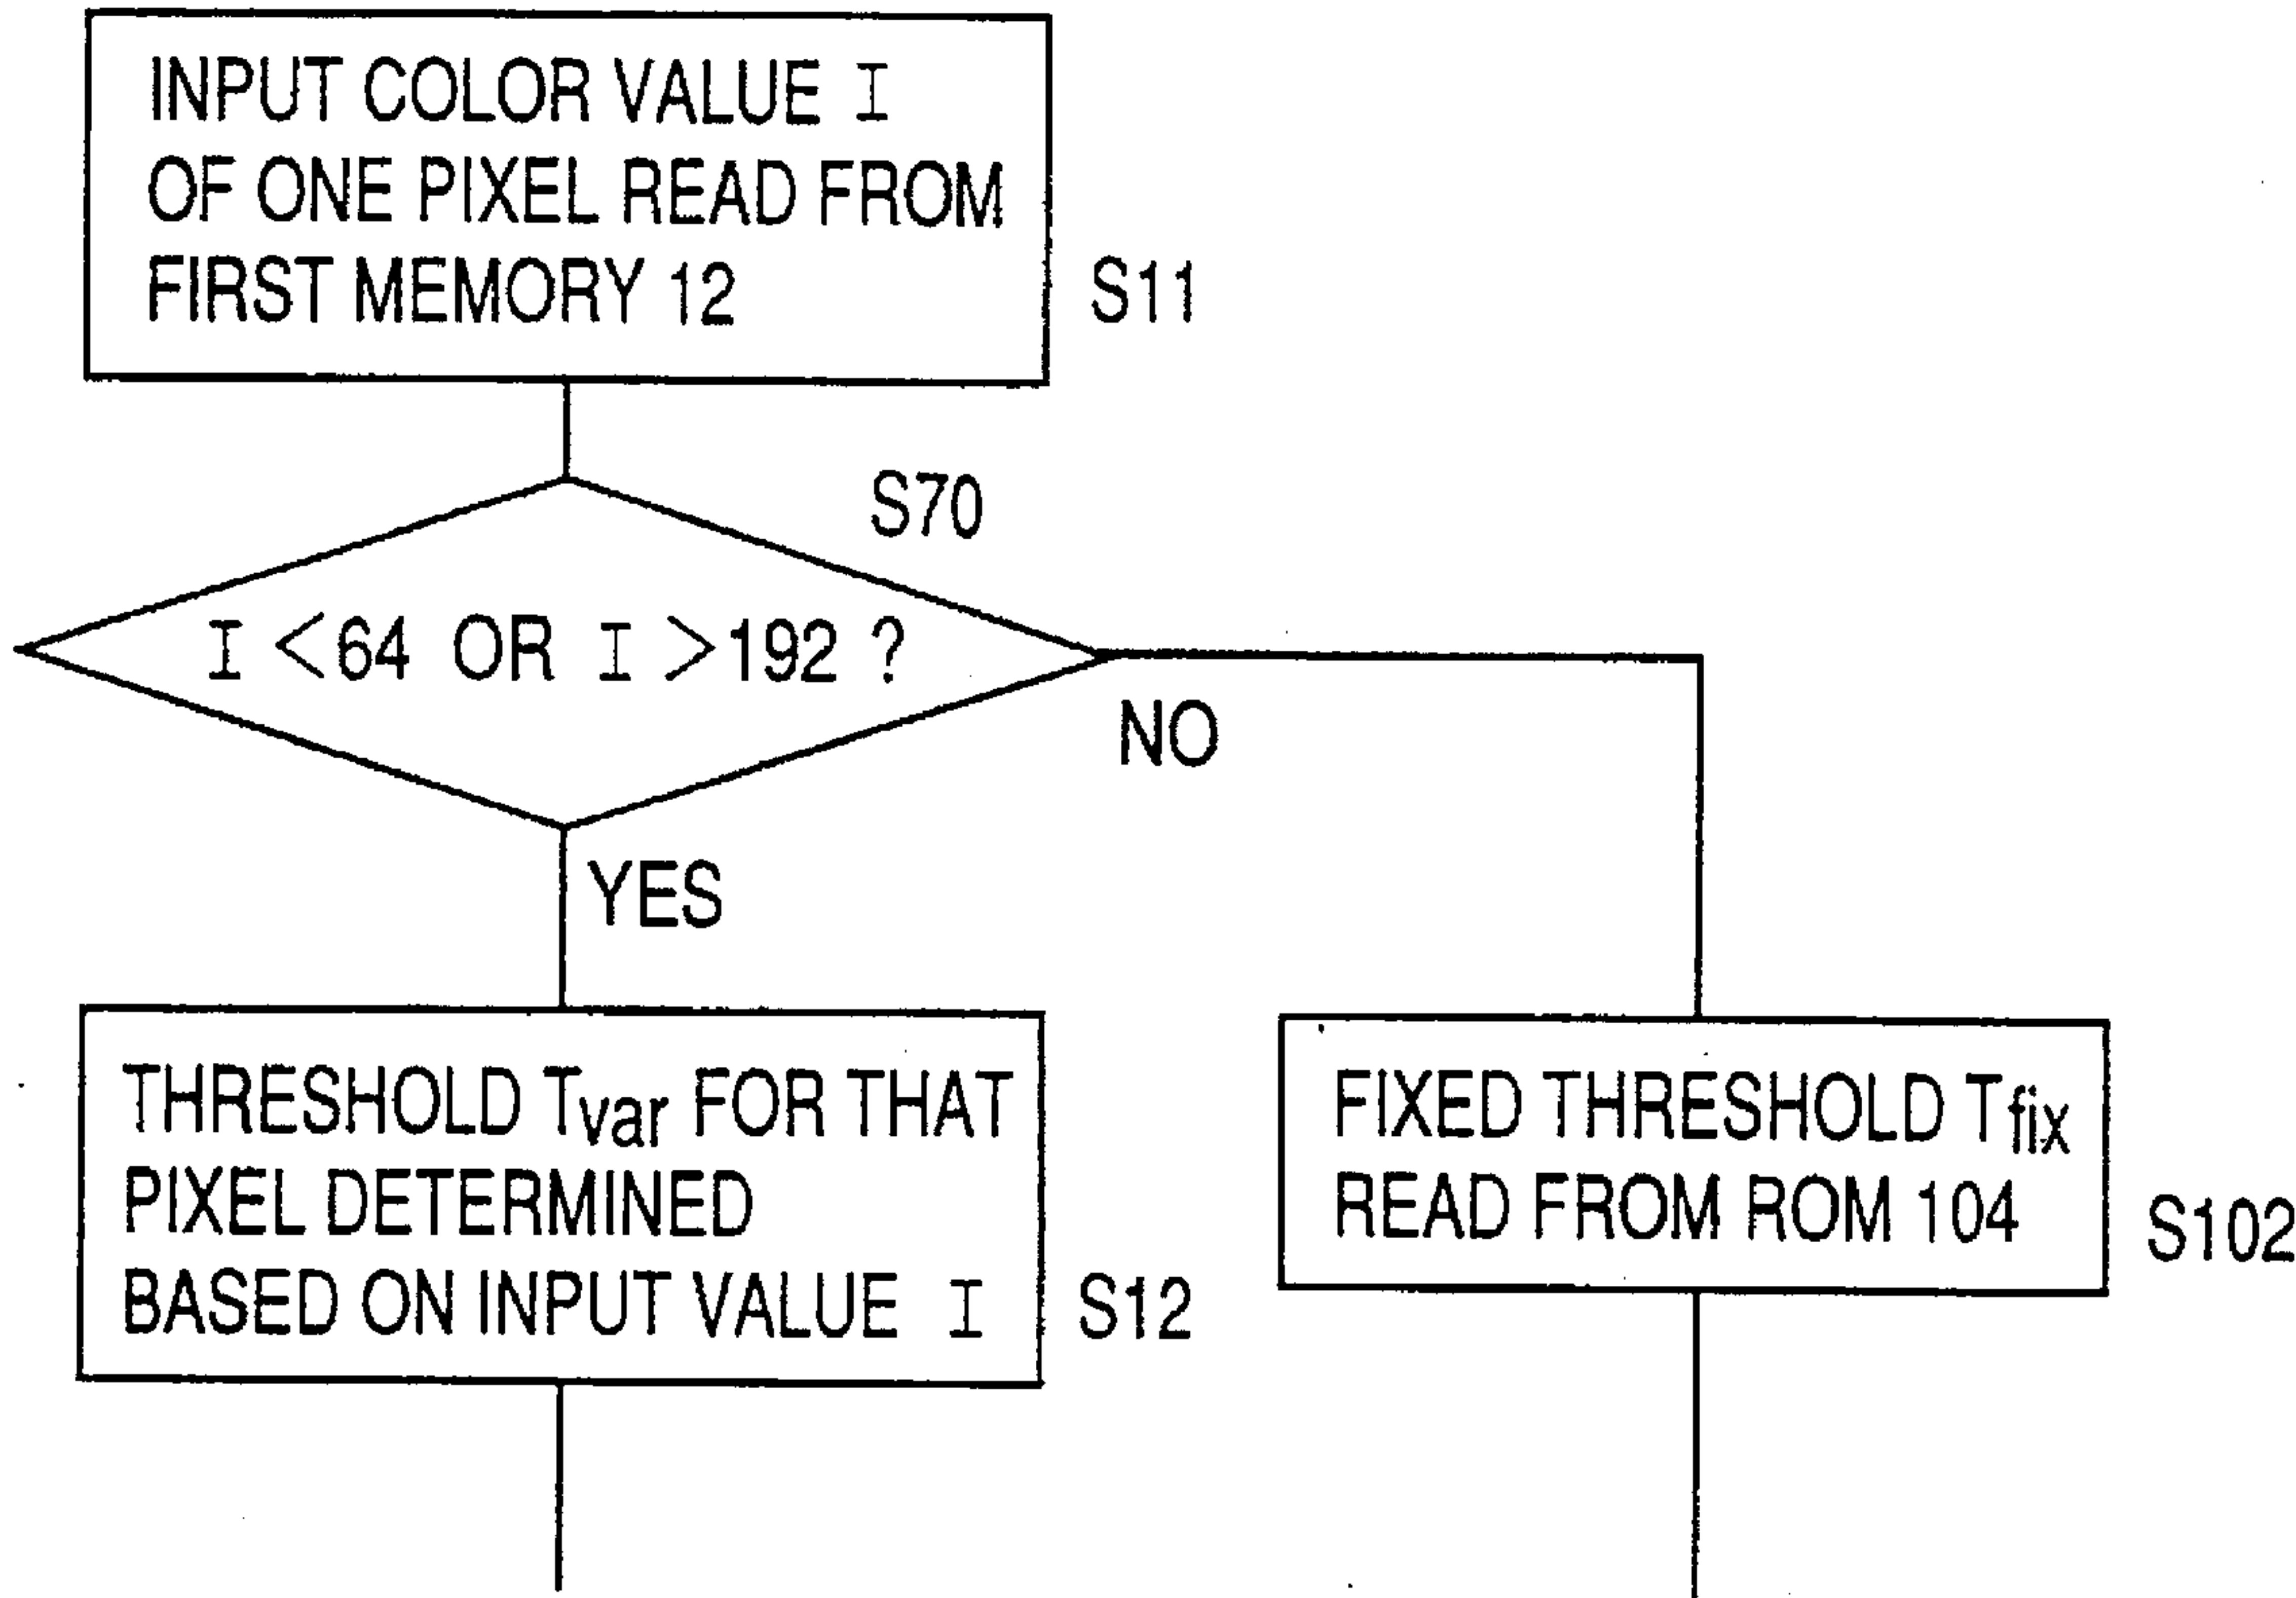 INPUT COLOR VALUE I
OF ONE PIXEL READ FROM
FIRST MEMORY 12
S11
S70
I <64 OR I >192 ?
NO
YES
THRESHOLD Tvar FOR THAT
PIXEL DETERMINED
BASED ON INPUT VALUE I
S12
FIXED THRESHOLD Tfix
READ FROM ROM 104
S102